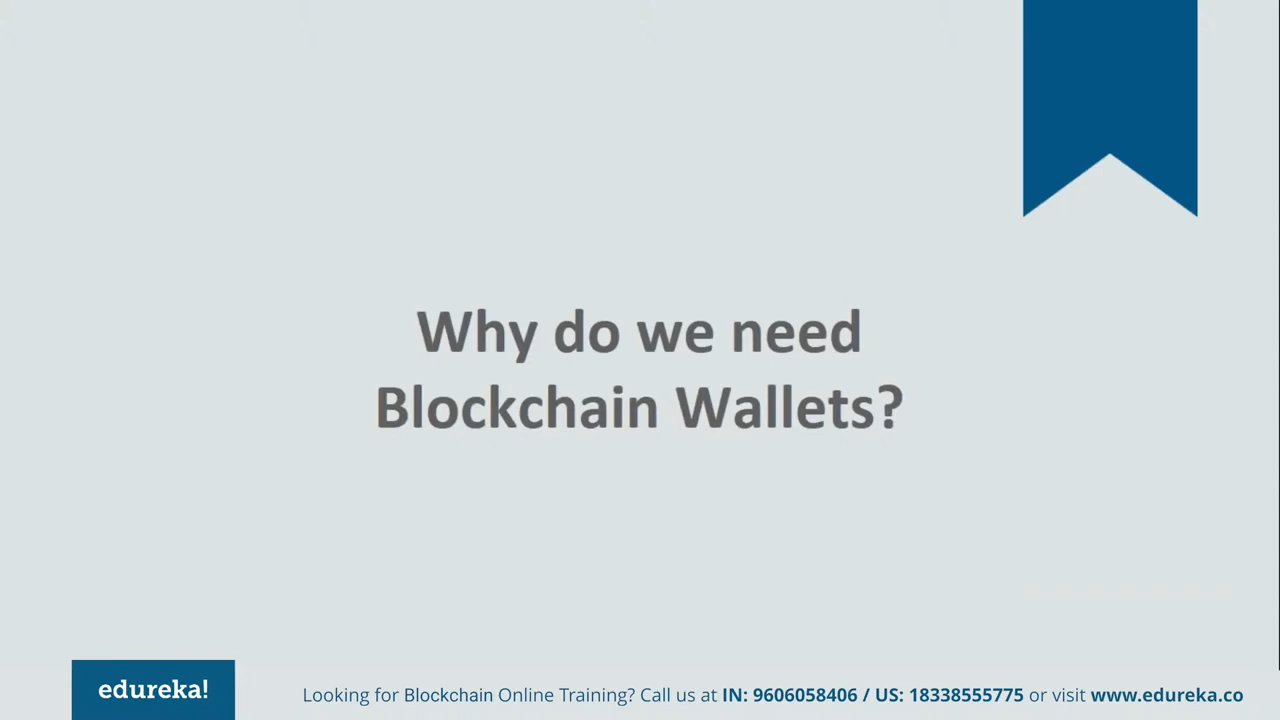 Why do we need
Blockchain Wallets?
edureka!
Looking for Blockchain Online Training? Call us at IN: 9606058406 / US: 18338555775 or visit www.edureka.co